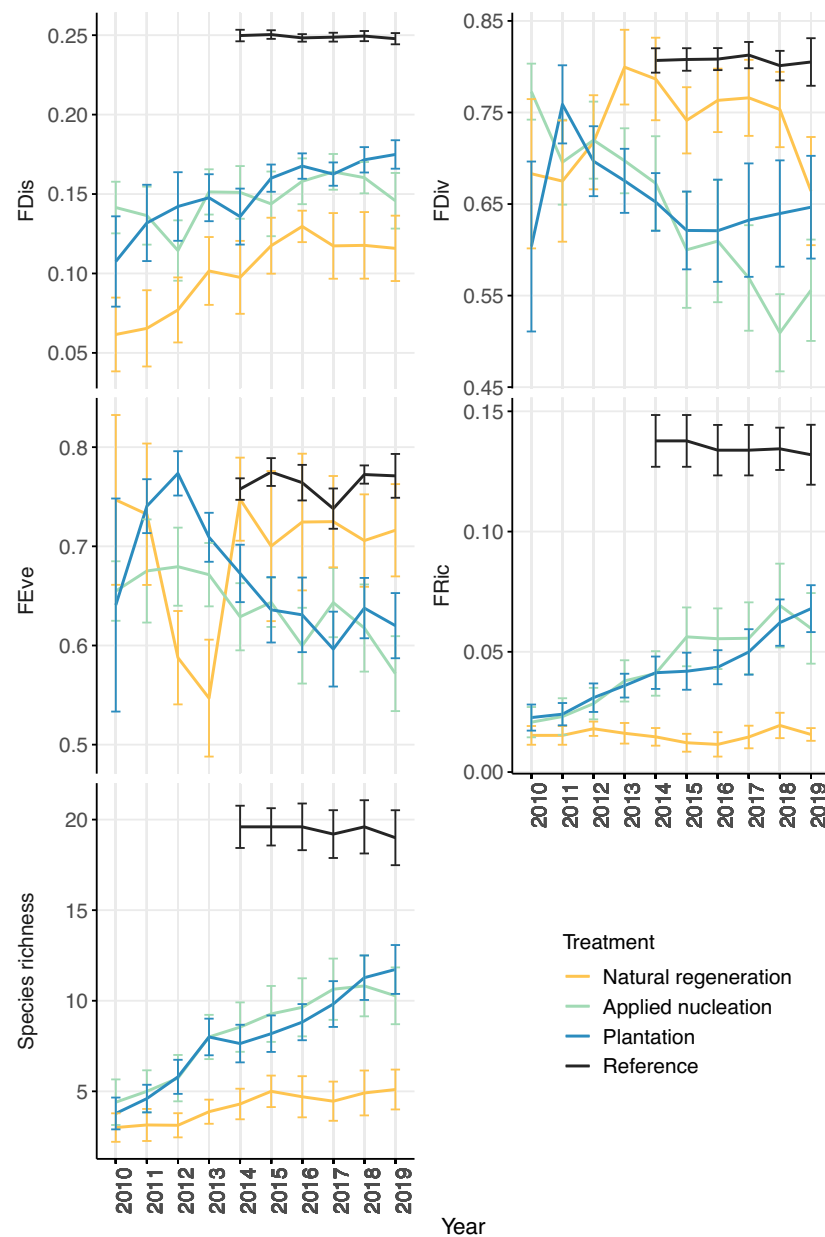 FDis
0.25
0.20
0.15
0.10
0.05
FDiv
0.85
0.75
0.65
0.55
0.45
FEve
0.8
0.7
0.6
0.5
FRic
0.15
0.10
0.05
0.00
2010 2011 2012 2013 2014 2015 2016 2017 2018 2019
Species richness
20
15
10
5
2010 2011 2012 2013 2014 2015 2016 2017 2018 2019
Treatment
Natural regeneration
Applied nucleation
Plantation
Reference
Year